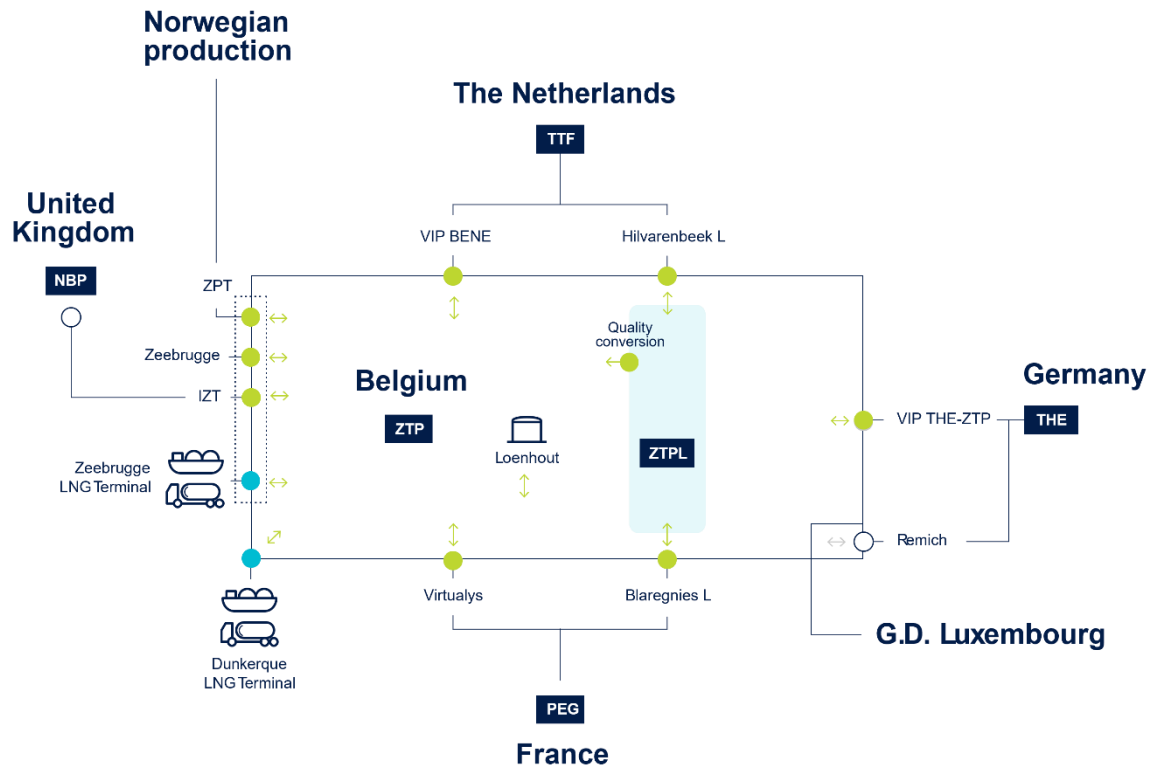 Norwegian
production
The Netherlands
TTF
United
Kingdom
NBP
VIP BENE
Hilvarenbeek L
ZPT
Zeebrugge
IZT
Quality
conversion
Belgium
ZTP
Loenhout
ZTPL
Germany
VIP THE-ZTP
THE
Zeebrugge
LNG Terminal
Remich
Virtualys
Blaregnies L
G.D. Luxembourg
Dunkerque
LNG Terminal
PEG
France